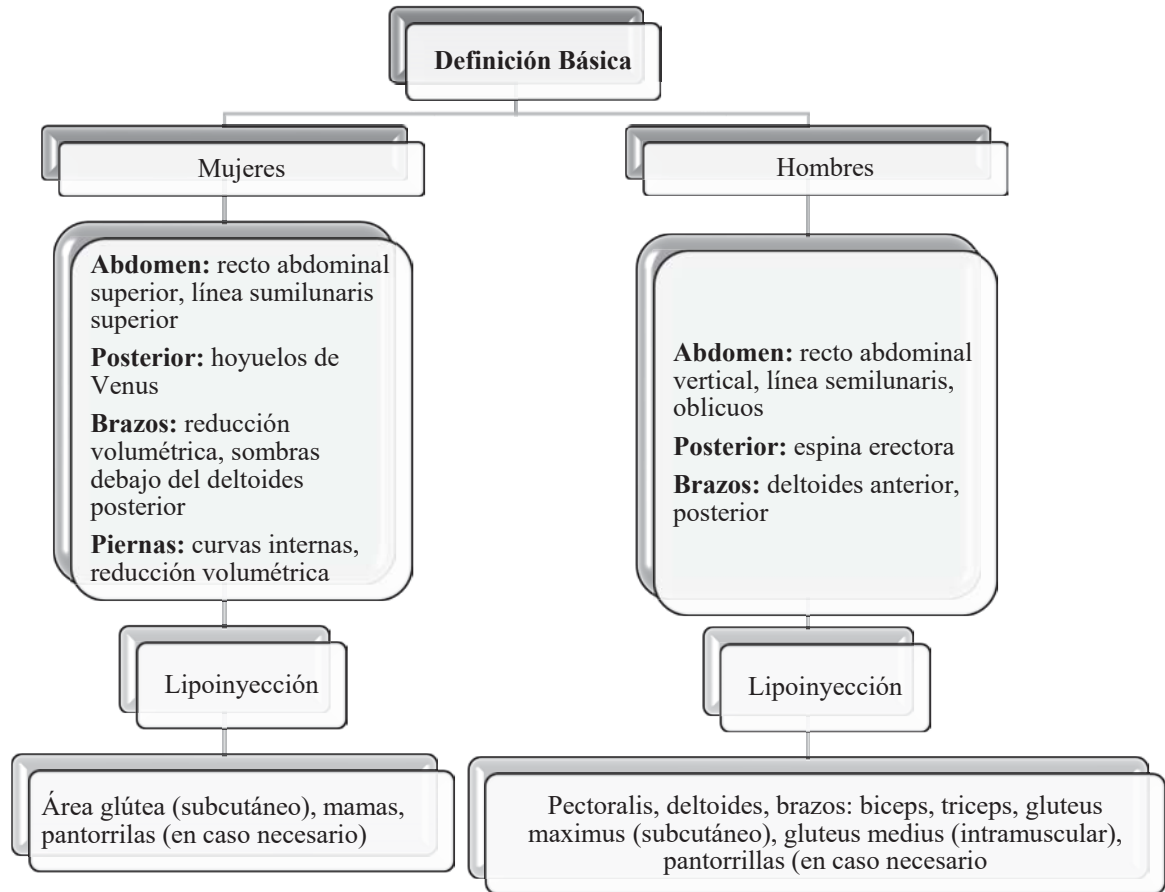 Definición Básica
Mujeres
Abdomen: recto abdominal
superior, línea sumilunaris
superior
Posterior: hoyuelos de
Venus
Brazos: reducción
volumétrica, sombras
debajo del deltoides
posterior
Piernas: curvas internas,
reducción volumétrica
Lipoinyección
Área glútea (subcutáneo), mamas,
pantorrilas (en caso necesario)
Hombres
Abdomen: recto abdominal
vertical, línea semilunaris,
oblicuos
Posterior: espina erectora
Brazos: deltoides anterior,
posterior
Lipoinyección
Pectoralis, deltoides, brazos: biceps, triceps, gluteus
maximus (subcutáneo), gluteus medius (intramuscular),
pantorrillas (en caso necesario